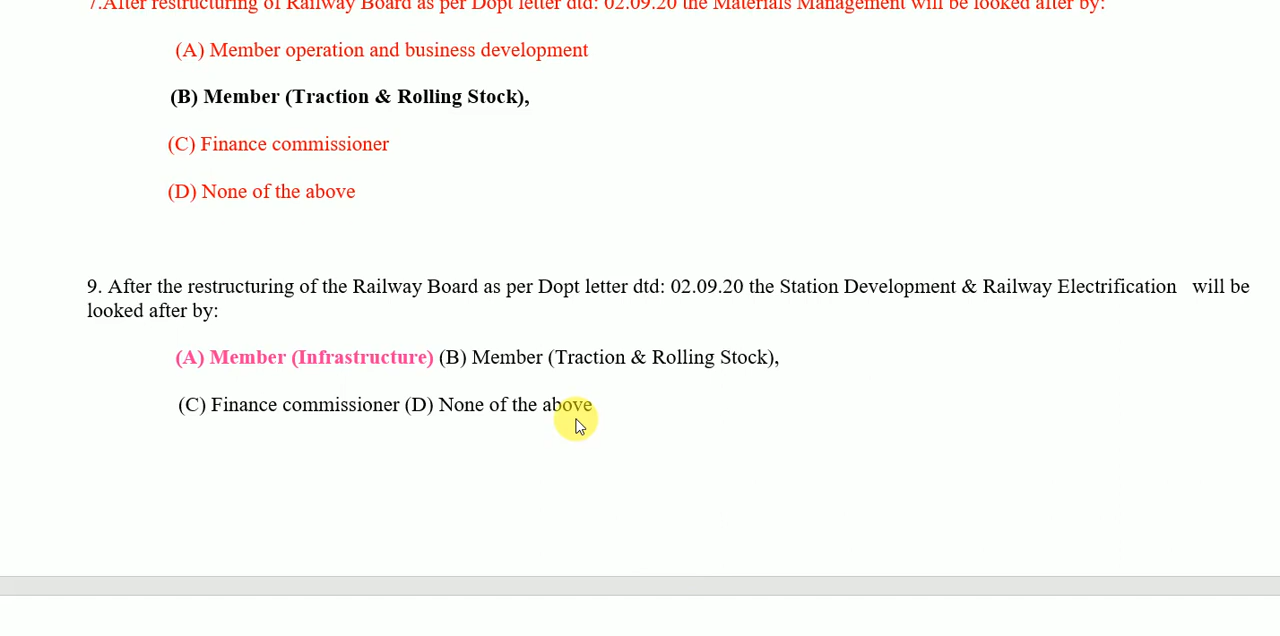 7.After restructuring of Railway Board as per Dopt letter dtd: 02.09.20 the Materials Management will be looked after by:
(A) Member operation and business development
(B) Member (Traction & Rolling Stock),
(C) Finance commissioner
(D) None of the above
9. After the restructuring of the Railway Board as per Dopt letter dtd: 02.09.20 the Station Development & Railway Electrification will be
looked after by:
(A) Member (Infrastructure) (B) Member (Traction & Rolling Stock),
(C) Finance commissioner (D) None of the above